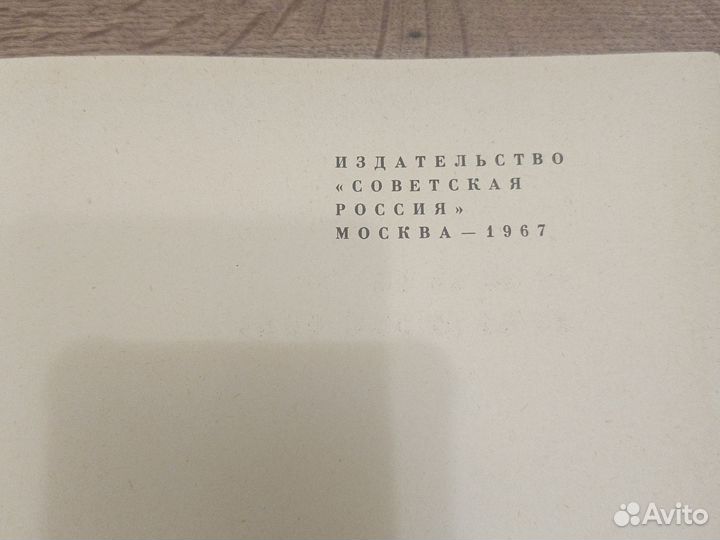 ИЗДАТЕЛЬСТВО
«СОВЕТСКАЯ
РОССИЯ»
МОСКВА — 1967
Avito